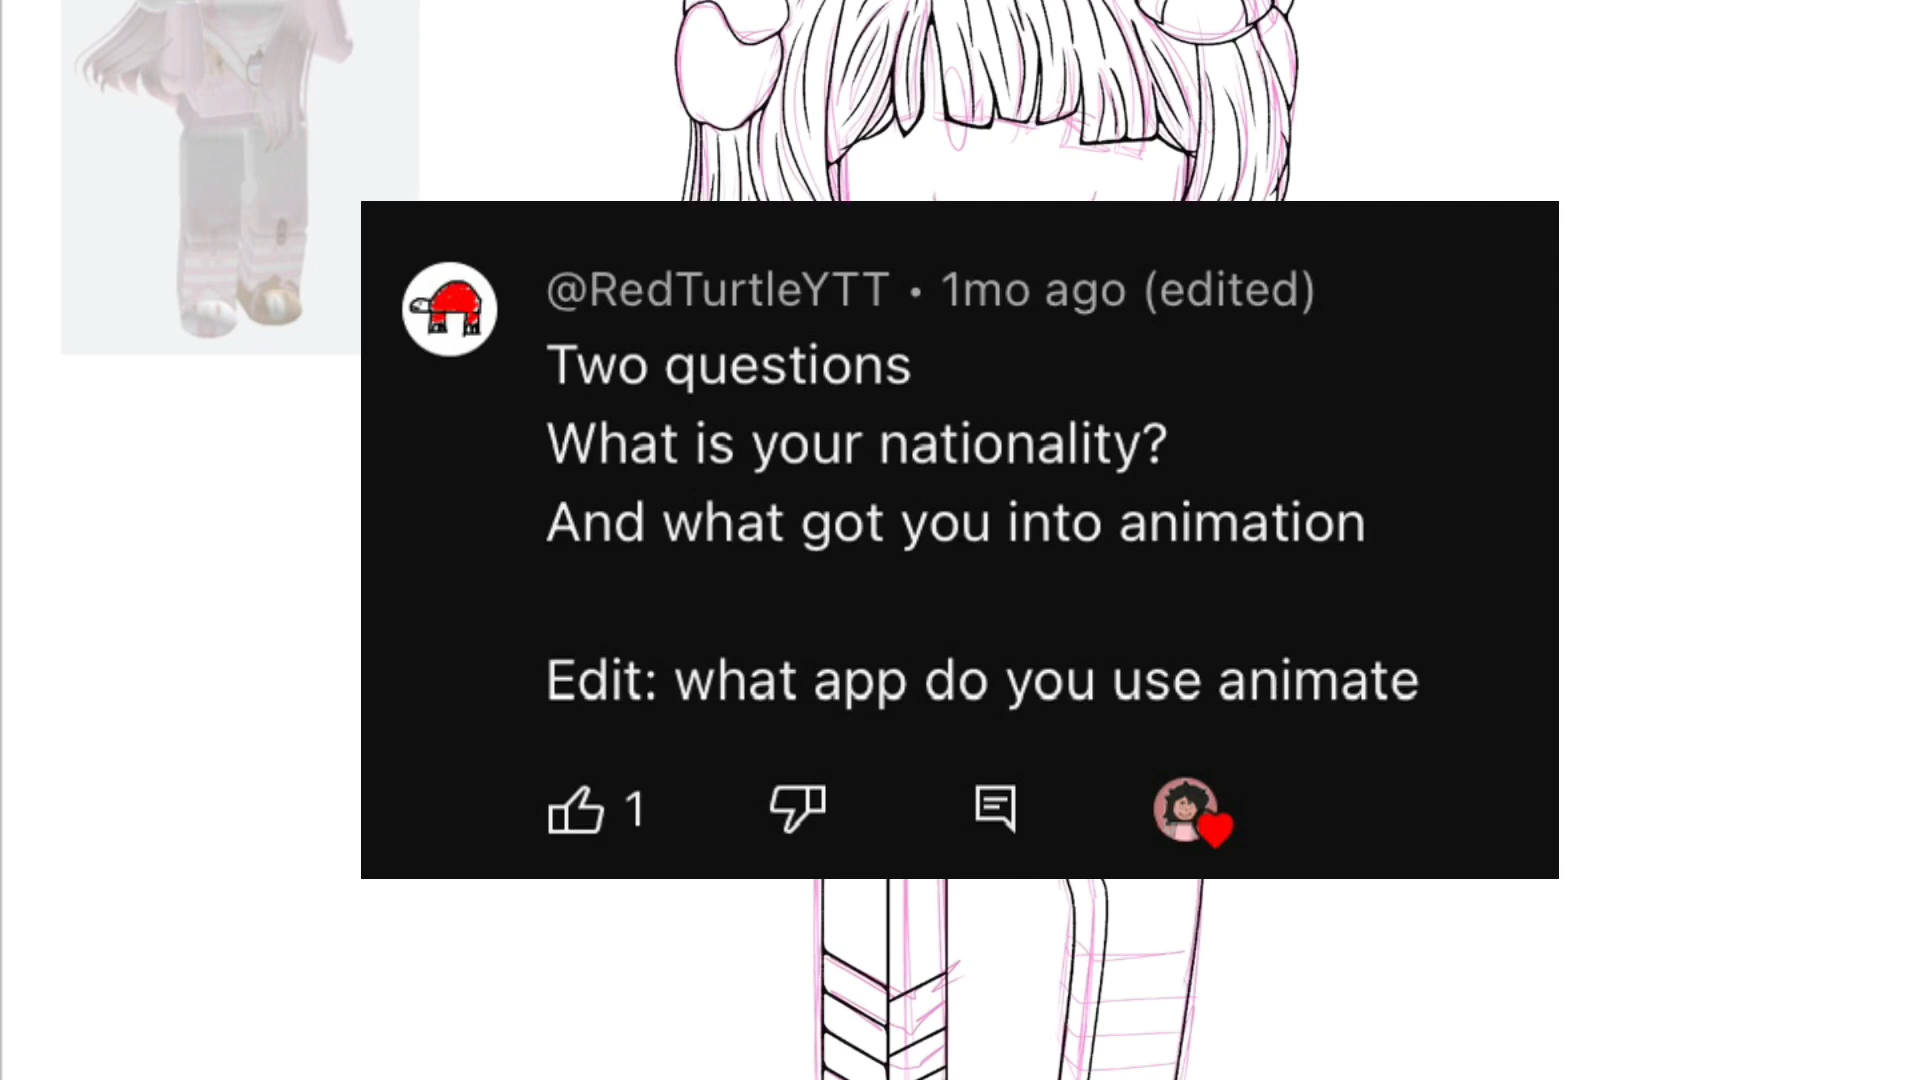 @RedTurtleYTT • 1mo ago (edited)
Two questions
What is your nationality?
And what got you into animation
Edit: what app do you use animate
1